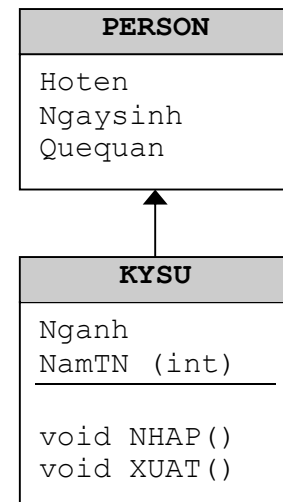 PERSON
Hoten
Ngaysinh
Quequan
KYSU
Nganh
NamTN (int)
void NHAP()
void XUAT()